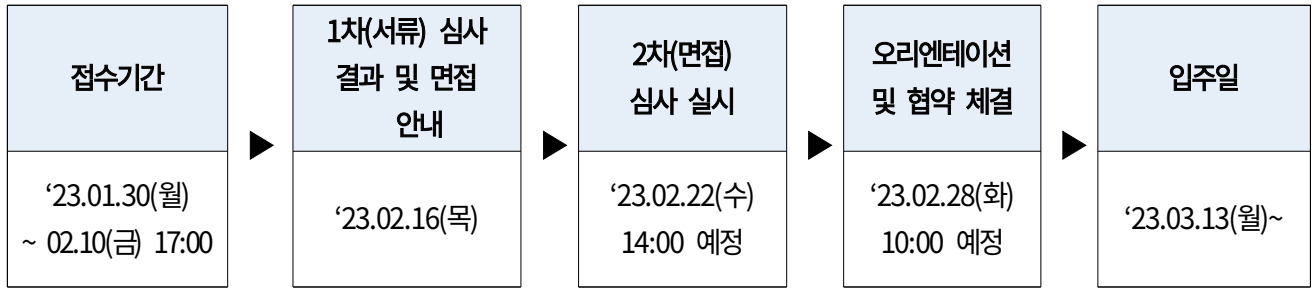 접수기간
‘23.01.30(월)
~ 02.10(금) 17:00
▶
1차(서류) 심사
결과 및 면접
안내
‘23.02.16(목)
▶
2차(면접)
심사 실시
‘23.02.22(수)
14:00 예정
▶
오리엔테이션
및 협약 체결
‘23.02.28(화)
10:00 예정
▶
입주일
‘23.03.13(월)~